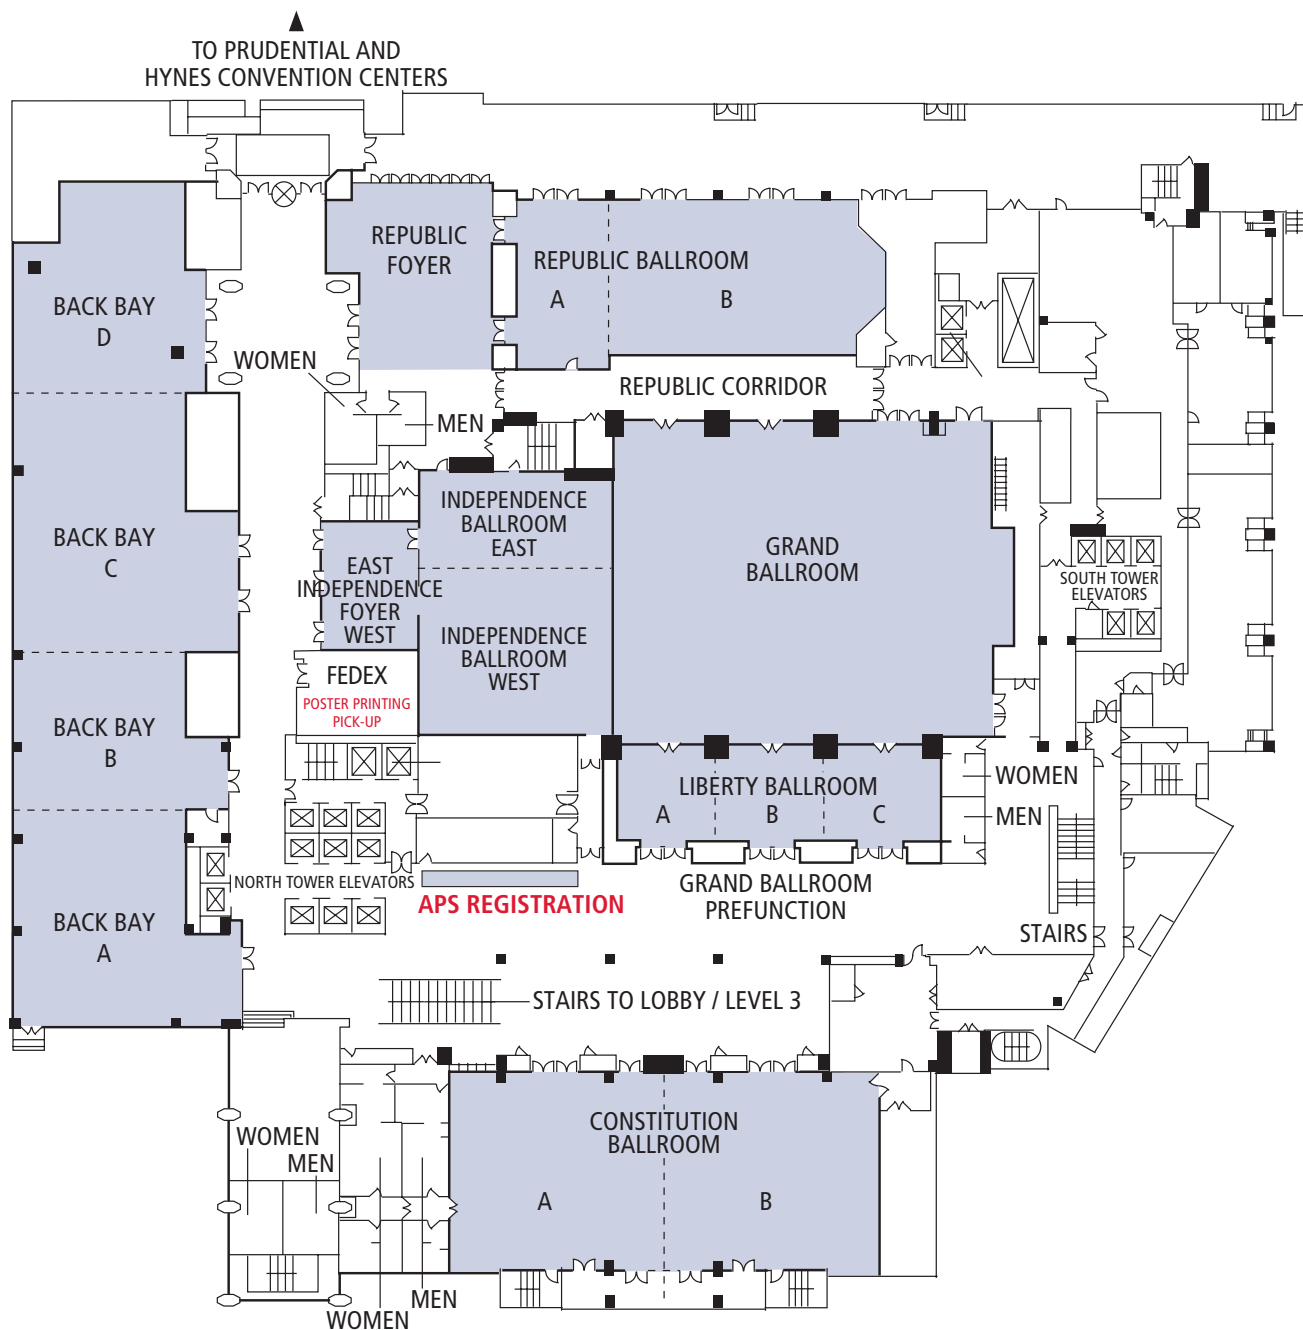 TO PRUDENTIAL AND
HYNES CONVENTION CENTERS
REPUBLIC
FOYER
REPUBLIC BALLROOM
A
B
BACK BAY
D
WOMEN
REPUBLIC CORRIDOR
MEN
INDEPENDENCE
BALLROOM
EAST
BACK BAY
C
GRAND
BALLROOM
EAST
INDEPENDENCE
FOYER
WEST
SOUTH TOWER
ELEVATORS
INDEPENDENCE
BALLROOM
WEST
FEDEX
POSTER PRINTING
PICK-UP
BACK BAY
B
LIBERTY BALLROOM
A
B
C
WOMEN
MEN
NORTH TOWER ELEVATORS
APS REGISTRATION
GRAND BALLROOM
PREFUNCTION
BACK BAY
A
STAIRS
STAIRS TO LOBBY / LEVEL 3
CONSTITUTION
BALLROOM
A
B
WOMEN
MEN
MEN
WOMEN